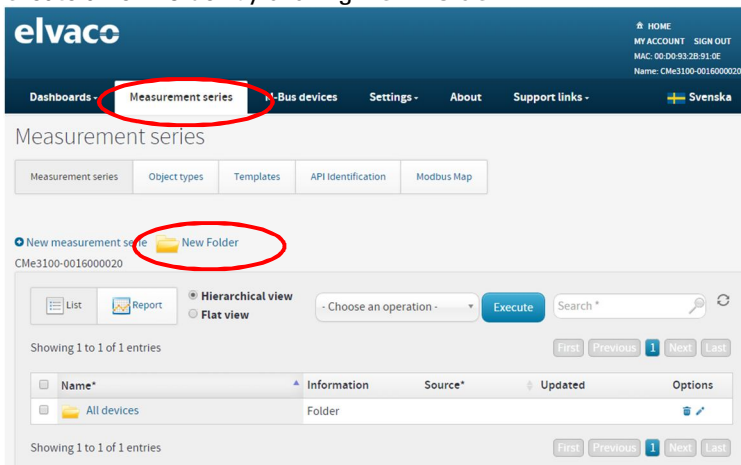 elvaco
HOME
MY ACCOUNT SIGN OUT
MAC: 00:D0:93:2B:91:0E
Name: CMe3100-0016000020
Dashboards Measurement series M-Bus devices Settings About Support links Svenska
Measurement series
Measurement series Object types Templates API Identification Modbus Map
New measurement serie New Folder
CMe3100-0016000020
List Report Hierarchical view - Choose an operation - Execute Search *
Flat view
Showing 1 to 1 of 1 entries First Previous 1 Next Last
Name* Information Source* Updated Options
All devices Folder
Showing 1 to 1 of 1 entries First Previous 1 Next Last